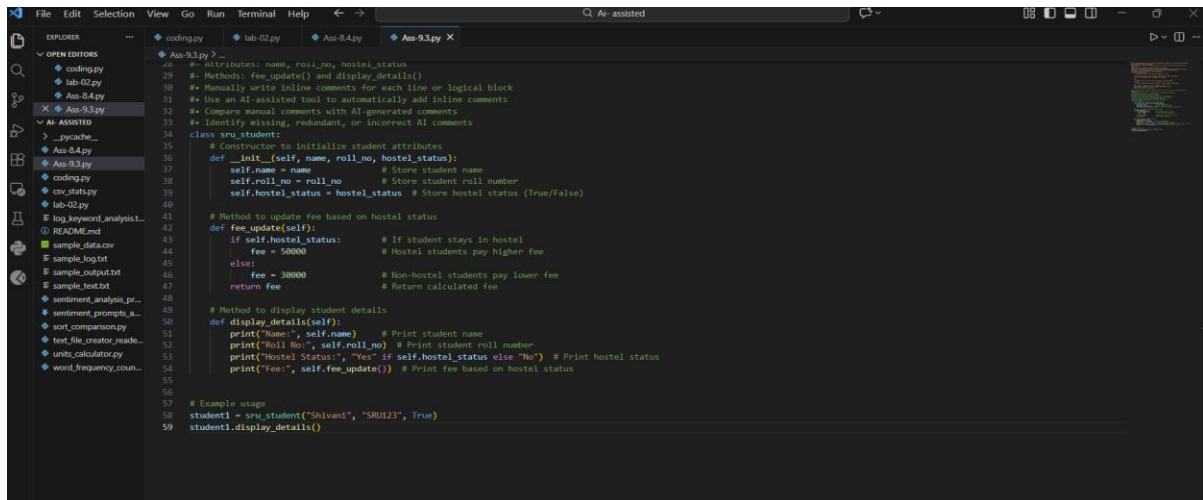 File Edit Selection View Go Run Terminal Help
Ai- assisted
EXPLORER
OPEN EDITORS
coding.py
lab-02.py
Ass-8.4.py
Ass-9.3.py
AI- ASSISTED
__pycache__
Ass-8.4.py
Ass-9.3.py
coding.py
csv_stats.py
lab-02.py
log_keyword_analysis.t...
README.md
sample_data.csv
sample_log.txt
sample_output.txt
sample_text.txt
sentiment_analysis_pr...
sentiment_prompts_a...
sort_comparison.py
text_file_creator_reade...
units_calculator.py
word_frequency_coun...
coding.py lab-02.py Ass-8.4.py Ass-9.3.py
Ass-9.3.py > ...
28 #- Attributes: name, roll_no, hostel_status
29 #- Methods: fee_update() and display_details()
30 #• Manually write inline comments for each line or logical block
31 #• Use an AI-assisted tool to automatically add inline comments
32 #• Compare manual comments with AI-generated comments
33 #• Identify missing, redundant, or incorrect AI comments
34 class sru_student:
35 # Constructor to initialize student attributes
36 def __init__(self, name, roll_no, hostel_status):
37 self.name = name # Store student name
38 self.roll_no = roll_no # Store student roll number
39 self.hostel_status = hostel_status # Store hostel status (True/False)
40
41 # Method to update fee based on hostel status
42 def fee_update(self):
43 if self.hostel_status: # If student stays in hostel
44 fee = 50000 # Hostel students pay higher fee
45 else:
46 fee = 30000 # Non-hostel students pay lower fee
47 return fee # Return calculated fee
48
49 # Method to display student details
50 def display_details(self):
51 print("Name:", self.name) # Print student name
52 print("Roll No:", self.roll_no) # Print student roll number
53 print("Hostel Status:", "Yes" if self.hostel_status else "No") # Print hostel status
54 print("Fee:", self.fee_update()) # Print fee based on hostel status
55
56
57 # Example usage
58 student1 = sru_student("Shivani", "SRU123", True)
59 student1.display_details()